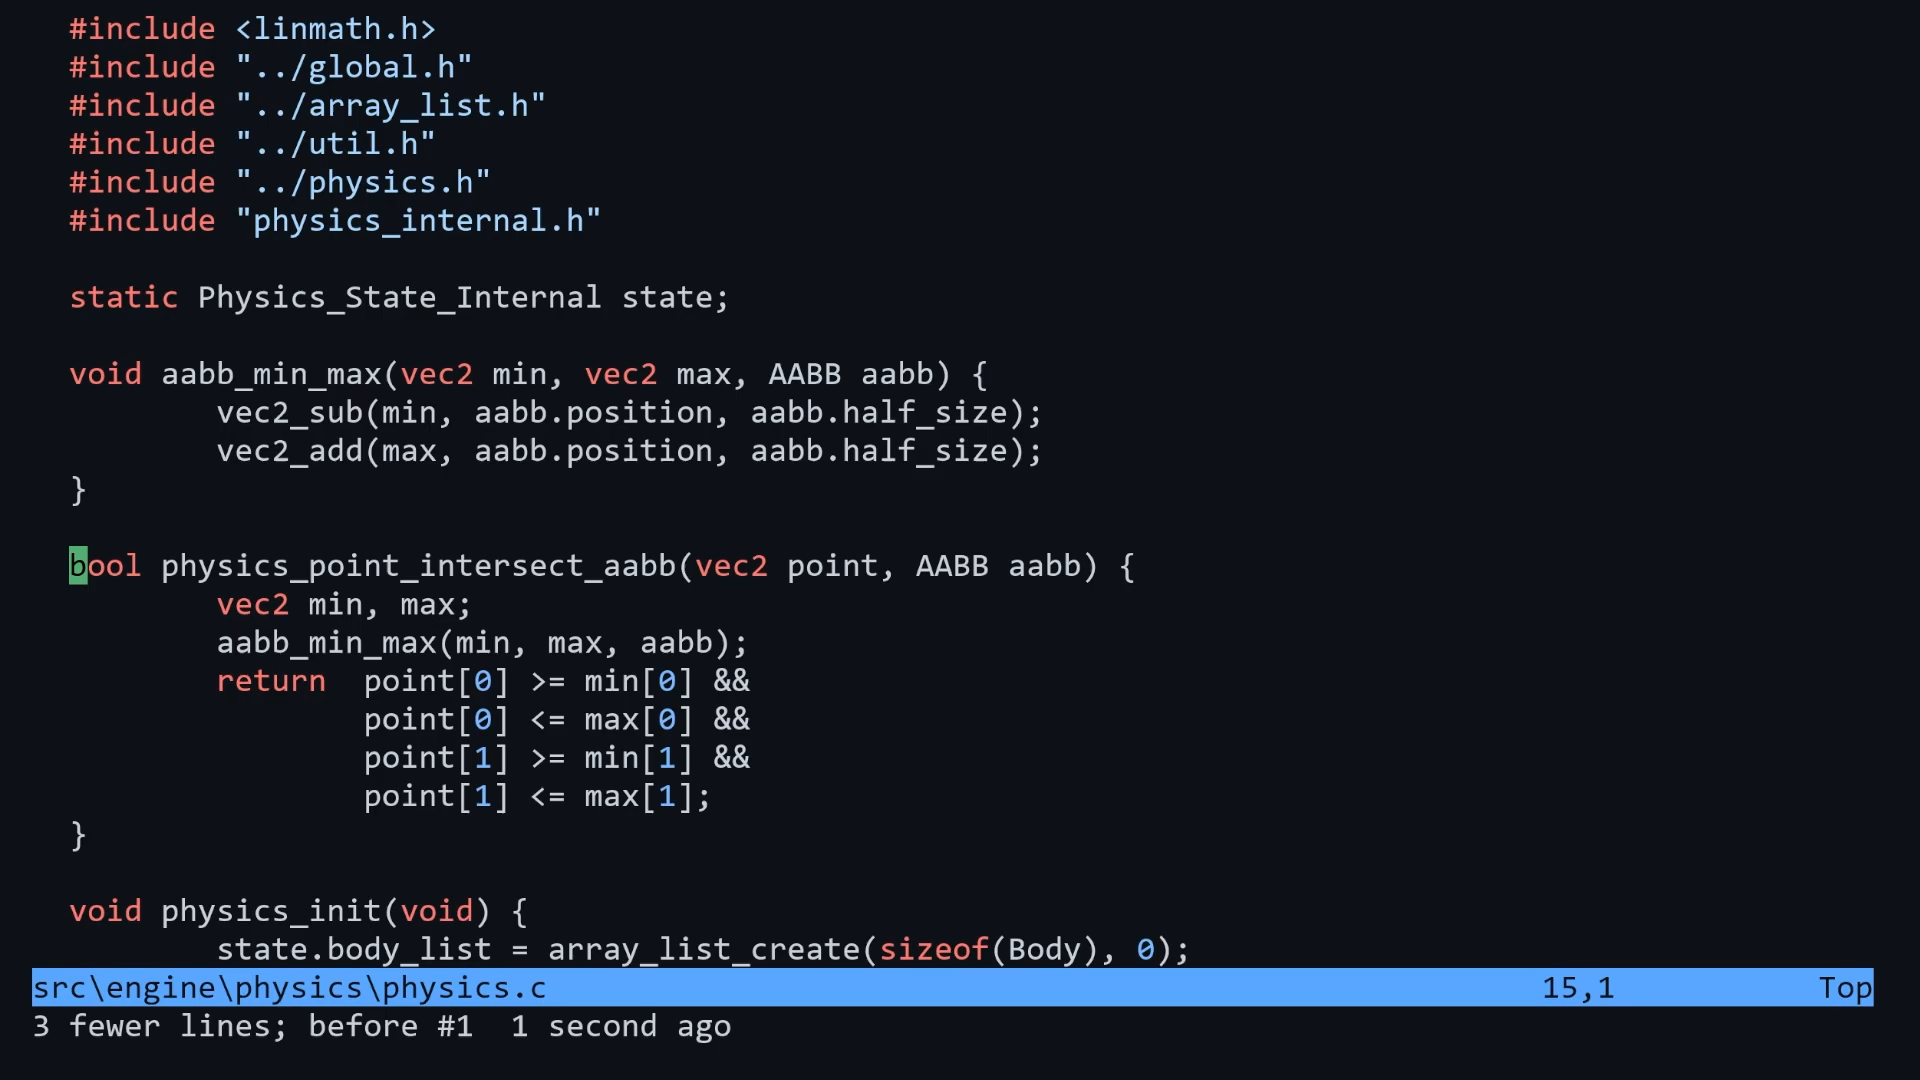 #include <linmath.h>
#include "../global.h"
#include "../array_list.h"
#include "../util.h"
#include "../physics.h"
#include "physics_internal.h"
static Physics_State_Internal state;
void aabb_min_max(vec2 min, vec2 max, AABB aabb) {
        vec2_sub(min, aabb.position, aabb.half_size);
        vec2_add(max, aabb.position, aabb.half_size);
}
bool physics_point_intersect_aabb(vec2 point, AABB aabb) {
        vec2 min, max;
        aabb_min_max(min, max, aabb);
        return  point[0] >= min[0] &&
                point[0] <= max[0] &&
                point[1] >= min[1] &&
                point[1] <= max[1];
}
void physics_init(void) {
        state.body_list = array_list_create(sizeof(Body), 0);
src\engine\physics\physics.c 15,1 Top
3 fewer lines; before #1  1 second ago